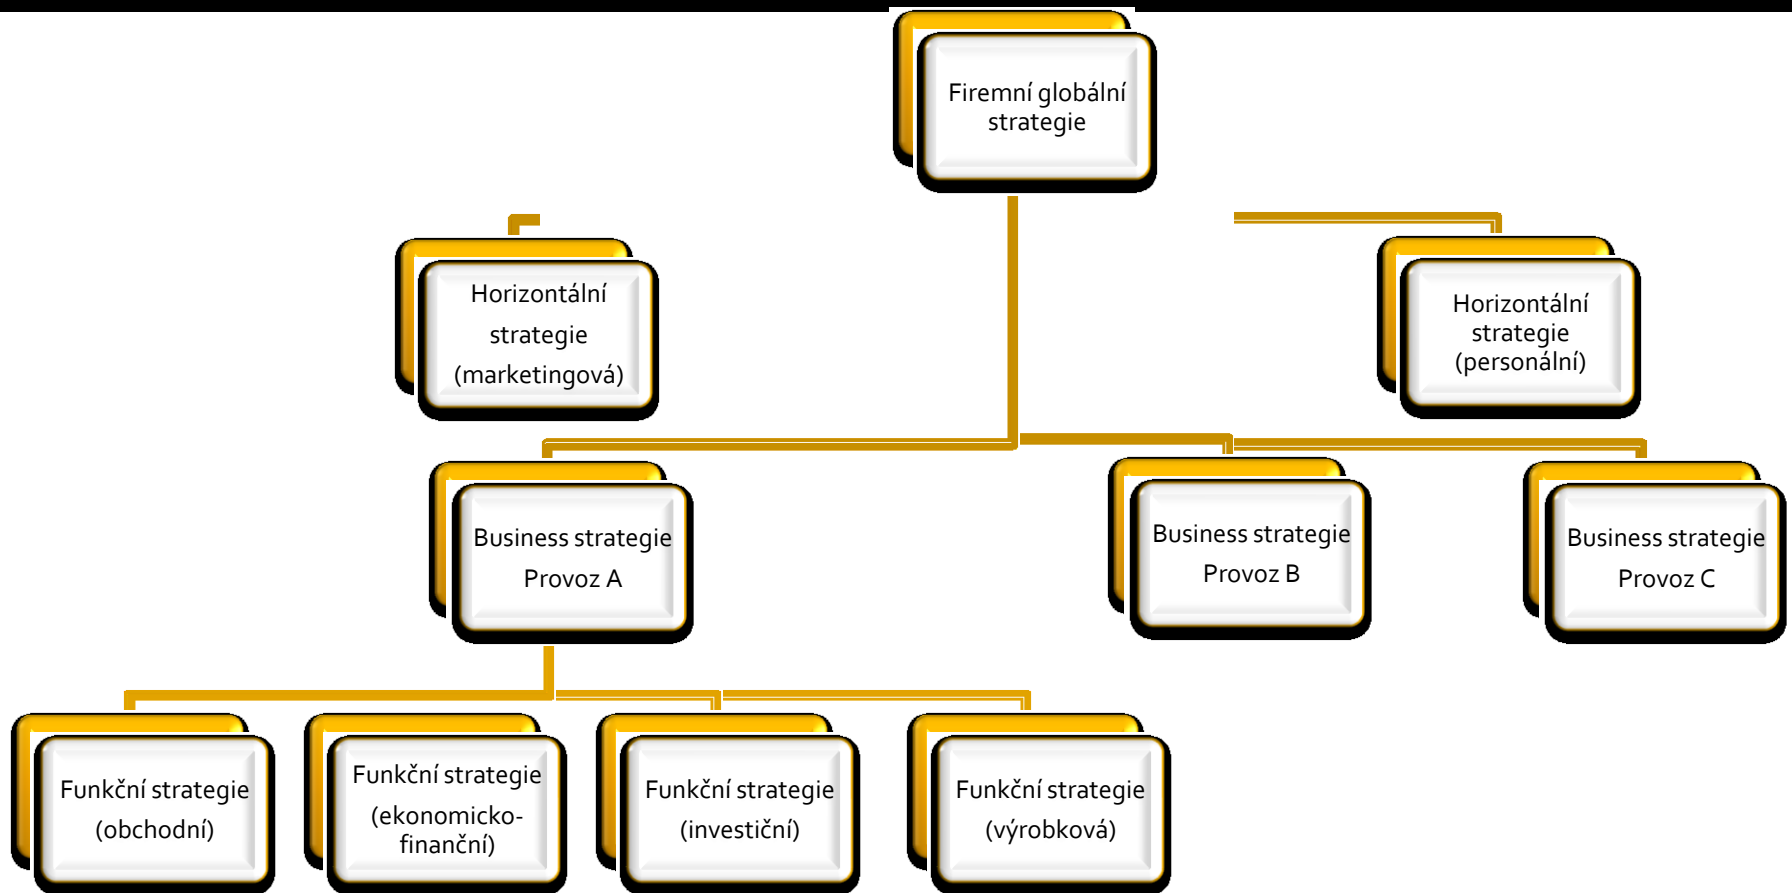 Firemní globální
strategie
Horizontální
strategie
(marketingová)
Horizontální
strategie
(personální)
Business strategie
Provoz A
Business strategie
Provoz B
Business strategie
Provoz C
Funkční strategie
(obchodní)
Funkční strategie
(ekonomicko-
finanční)
Funkční strategie
(investiční)
Funkční strategie
(výrobková)